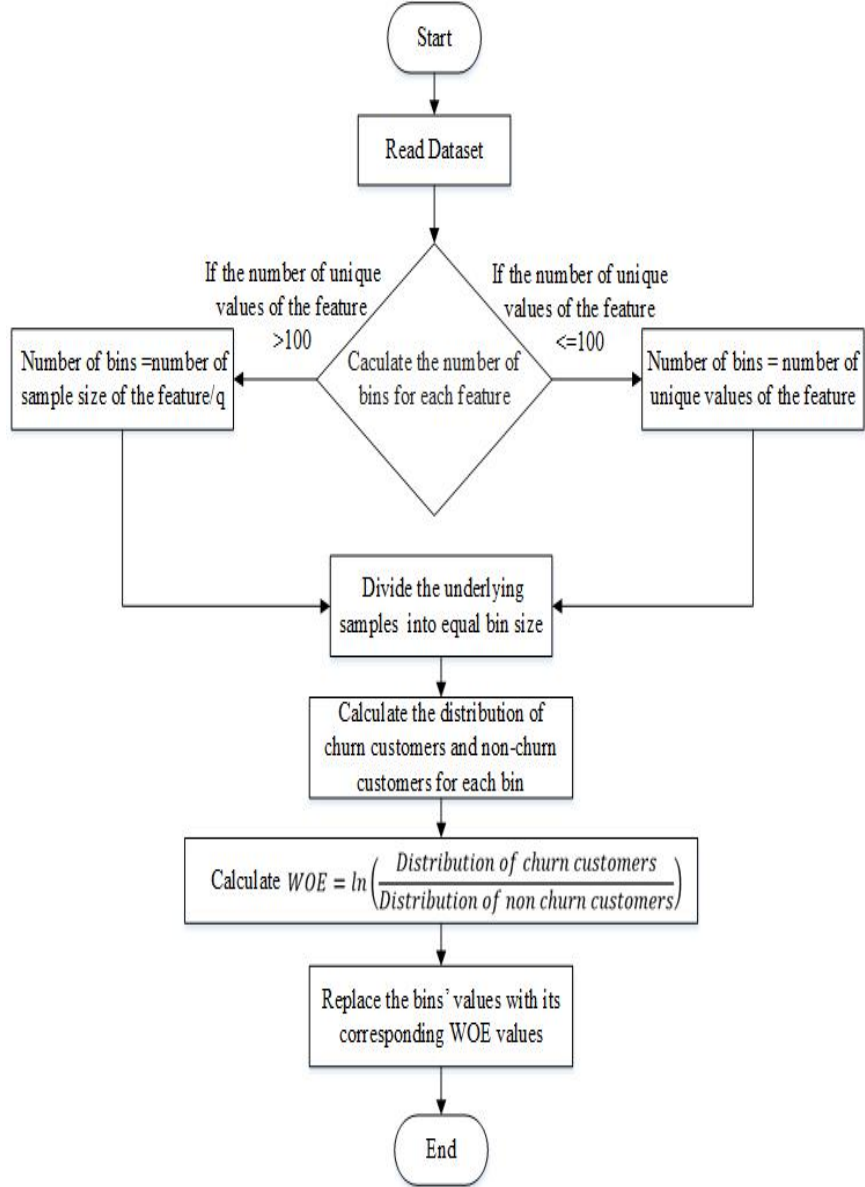 Start
Read Dataset
If the number of unique
values of the feature
>100
If the number of unique
values of the feature
<=100
Number of bins =number of
sample size of the feature/q
Caculate the number of
bins for each feature
Number of bins = number of
unique values of the feature
Divide the underlying
samples into equal bin size
Calculate the distribution of
churn customers and non-churn
customers for each bin
Calculate WOE = ln(Distribution of churn customers/Distribution of non churn customers)
Replace the bins’ values with its
corresponding WOE values
End